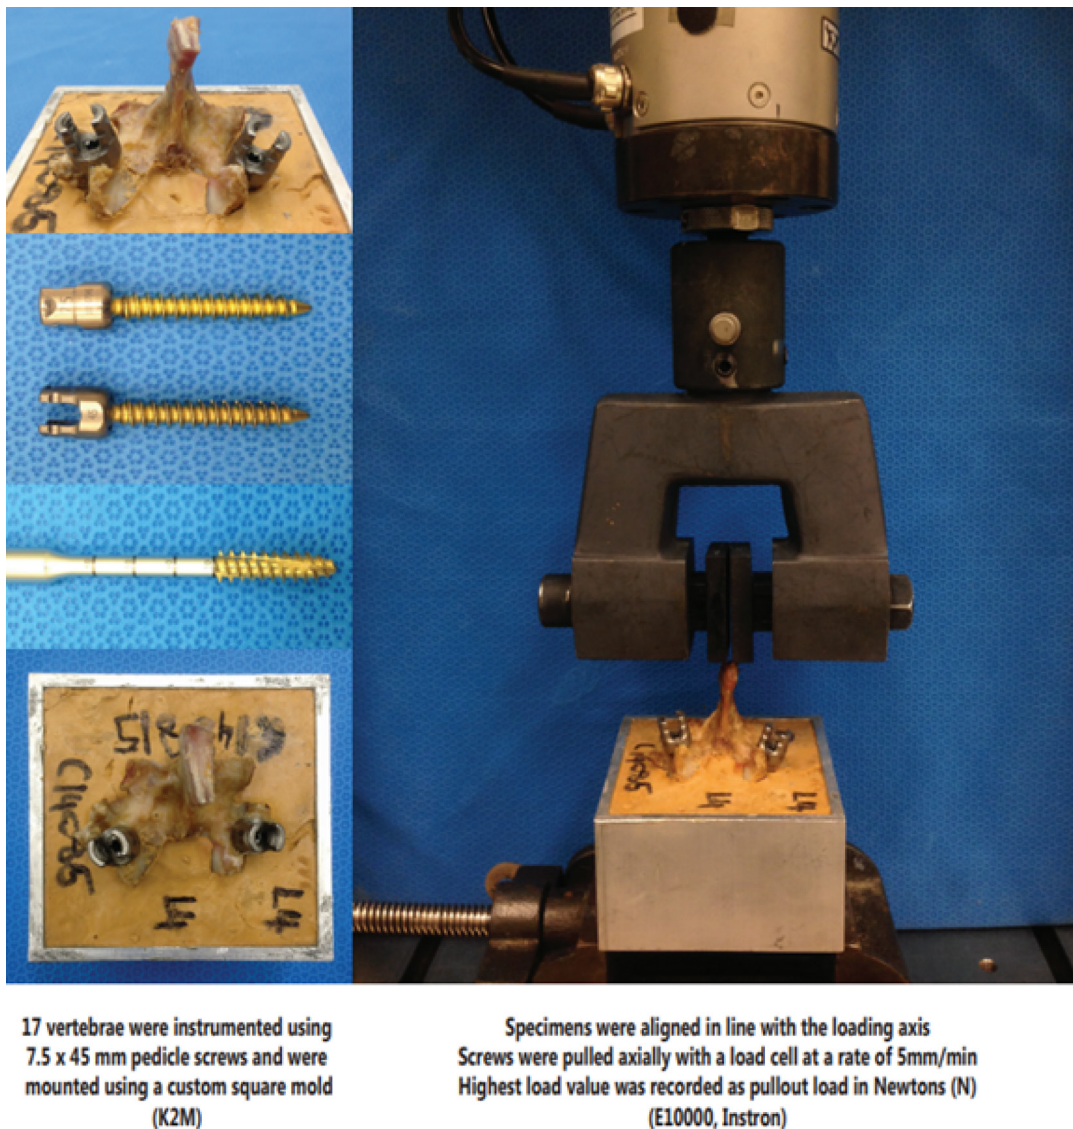 L4
L4
L4
L4
17 vertebrae were instrumented using
7.5 x 45 mm pedicle screws and were
mounted using a custom square mold
(K2M)
Specimens were aligned in line with the loading axis
Screws were pulled axially with a load cell at a rate of 5mm/min
Highest load value was recorded as pullout load in Newtons (N)
(E10000, Instron)